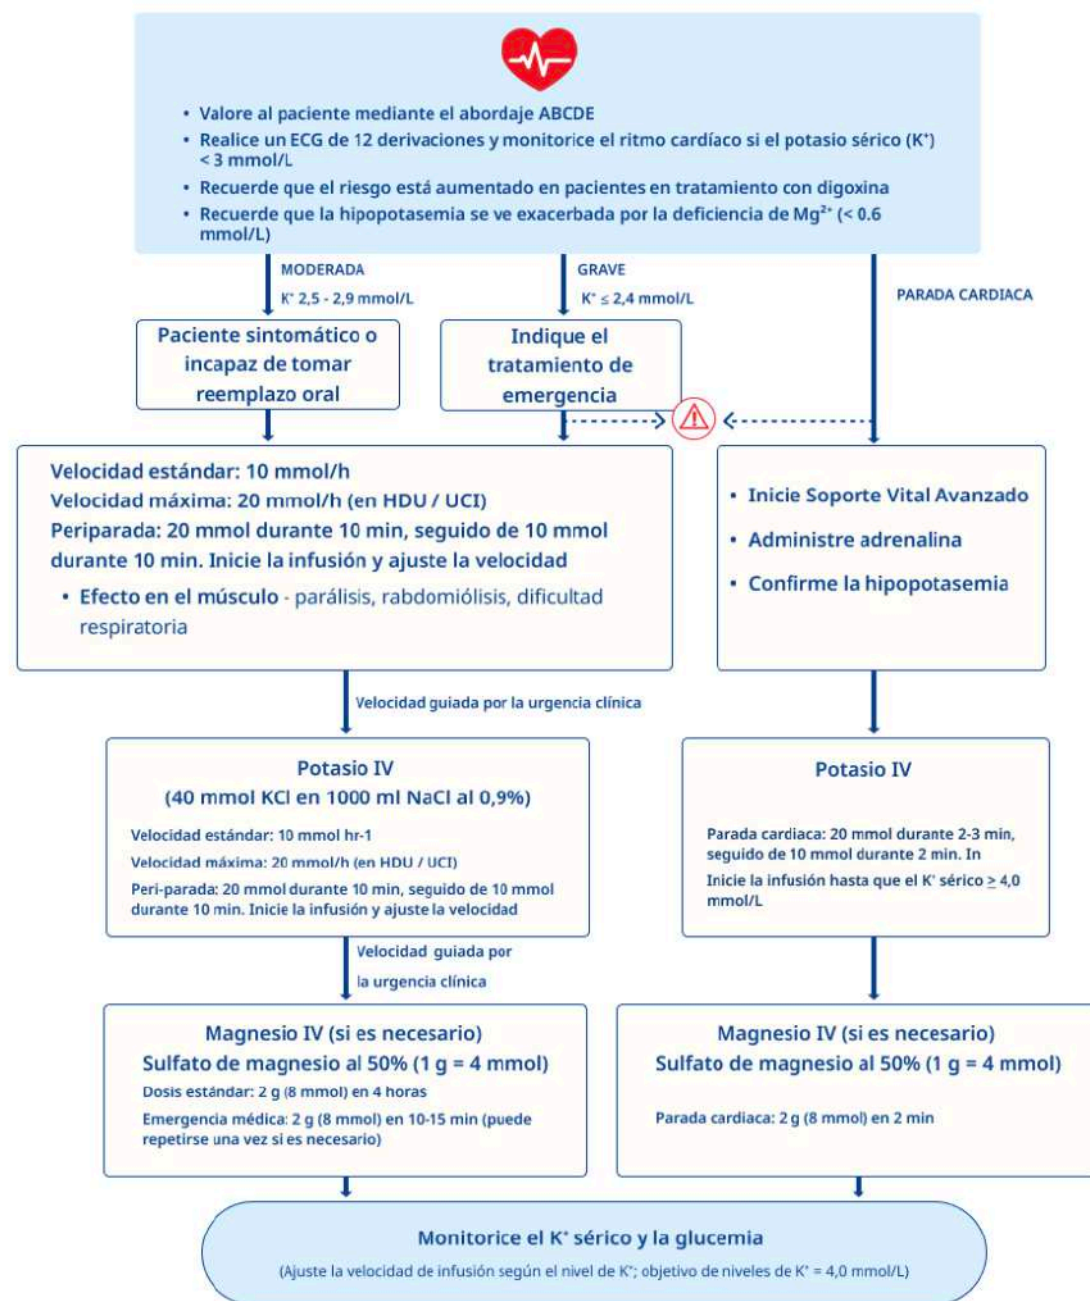 • Valore al paciente mediante el abordaje ABCDE
• Realice un ECG de 12 derivaciones y monitorice el ritmo cardíaco si el potasio sérico (K⁺)
< 3 mmol/L
• Recuerde que el riesgo está aumentado en pacientes en tratamiento con digoxina
• Recuerde que la hipopotasemia se ve exacerbada por la deficiencia de Mg²⁺ (< 0.6
mmol/L)
MODERADA
K⁺ 2,5 - 2,9 mmol/L
GRAVE
K⁺ ≤ 2,4 mmol/L
PARADA CARDIACA
Paciente sintomático o
incapaz de tomar
reemplazo oral
Indique el
tratamiento de
emergencia
Velocidad estándar: 10 mmol/h
Velocidad máxima: 20 mmol/h (en HDU / UCI)
Periparada: 20 mmol durante 10 min, seguido de 10 mmol
durante 10 min. Inicie la infusión y ajuste la velocidad
• Efecto en el músculo - parálisis, rabdomiólisis, dificultad
respiratoria
• Inicie Soporte Vital Avanzado
• Administre adrenalina
• Confirme la hipopotasemia
Velocidad guiada por la urgencia clínica
Potasio IV
(40 mmol KCl en 1000 ml NaCl al 0,9%)
Velocidad estándar: 10 mmol hr-1
Velocidad máxima: 20 mmol/h (en HDU / UCI)
Peri-parada: 20 mmol durante 10 min, seguido de 10 mmol
durante 10 min. Inicie la infusión y ajuste la velocidad
Potasio IV
Parada cardiaca: 20 mmol durante 2-3 min,
seguido de 10 mmol durante 2 min. In
Inicie la infusión hasta que el K⁺ sérico ≥ 4,0
mmol/L
Velocidad guiada por
la urgencia clínica
Magnesio IV (si es necesario)
Sulfato de magnesio al 50% (1 g = 4 mmol)
Dosis estándar: 2 g (8 mmol) en 4 horas
Emergencia médica: 2 g (8 mmol) en 10-15 min (puede
repetirse una vez si es necesario)
Magnesio IV (si es necesario)
Sulfato de magnesio al 50% (1 g = 4 mmol)
Parada cardiaca: 2 g (8 mmol) en 2 min
Monitorice el K⁺ sérico y la glucemia
(Ajuste la velocidad de infusión según el nivel de K⁺; objetivo de niveles de K⁺ = 4,0 mmol/L)